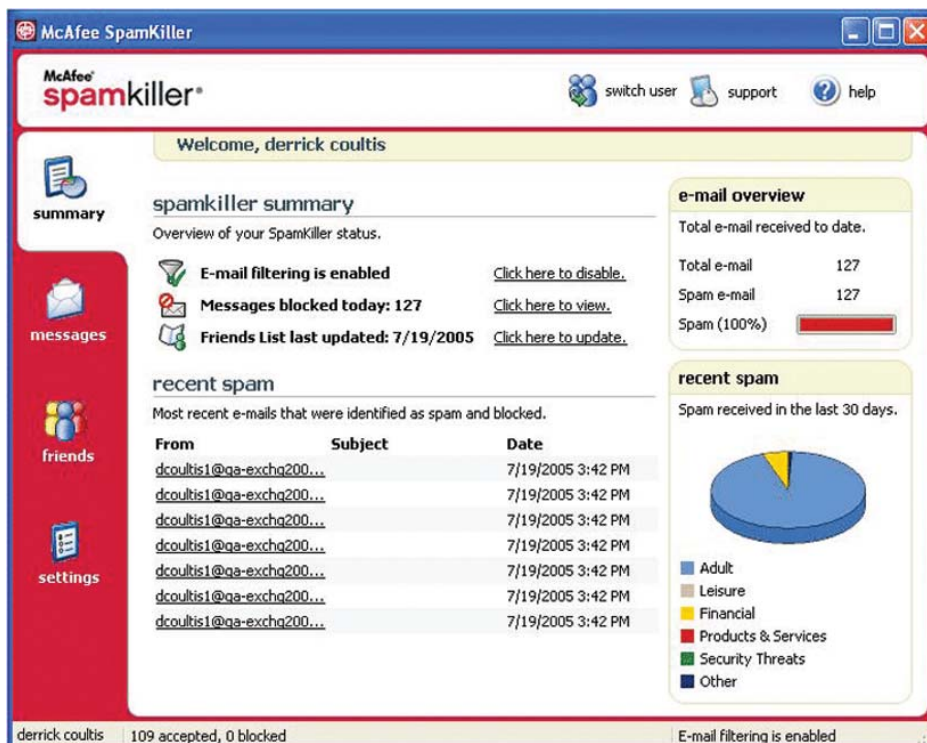 McAfee SpamKiller
McAfee®
spamkiller®
switch user
support
help
Welcome, derrick coultis
summary
messages
friends
settings
spamkiller summary
Overview of your SpamKiller status.
E-mail filtering is enabled Click here to disable.
Messages blocked today: 127 Click here to view.
Friends List last updated: 7/19/2005 Click here to update.
recent spam
Most recent e-mails that were identified as spam and blocked.
From Subject Date
dcoultis1@qa-exchq200... 7/19/2005 3:42 PM
dcoultis1@qa-exchq200... 7/19/2005 3:42 PM
dcoultis1@qa-exchq200... 7/19/2005 3:42 PM
dcoultis1@qa-exchq200... 7/19/2005 3:42 PM
dcoultis1@qa-exchq200... 7/19/2005 3:42 PM
dcoultis1@qa-exchq200... 7/19/2005 3:42 PM
dcoultis1@qa-exchq200... 7/19/2005 3:42 PM
e-mail overview
Total e-mail received to date.
Total e-mail 127
Spam e-mail 127
Spam (100%)
recent spam
Spam received in the last 30 days.
Adult
Leisure
Financial
Products & Services
Security Threats
Other
derrick coultis 109 accepted, 0 blocked E-mail filtering is enabled